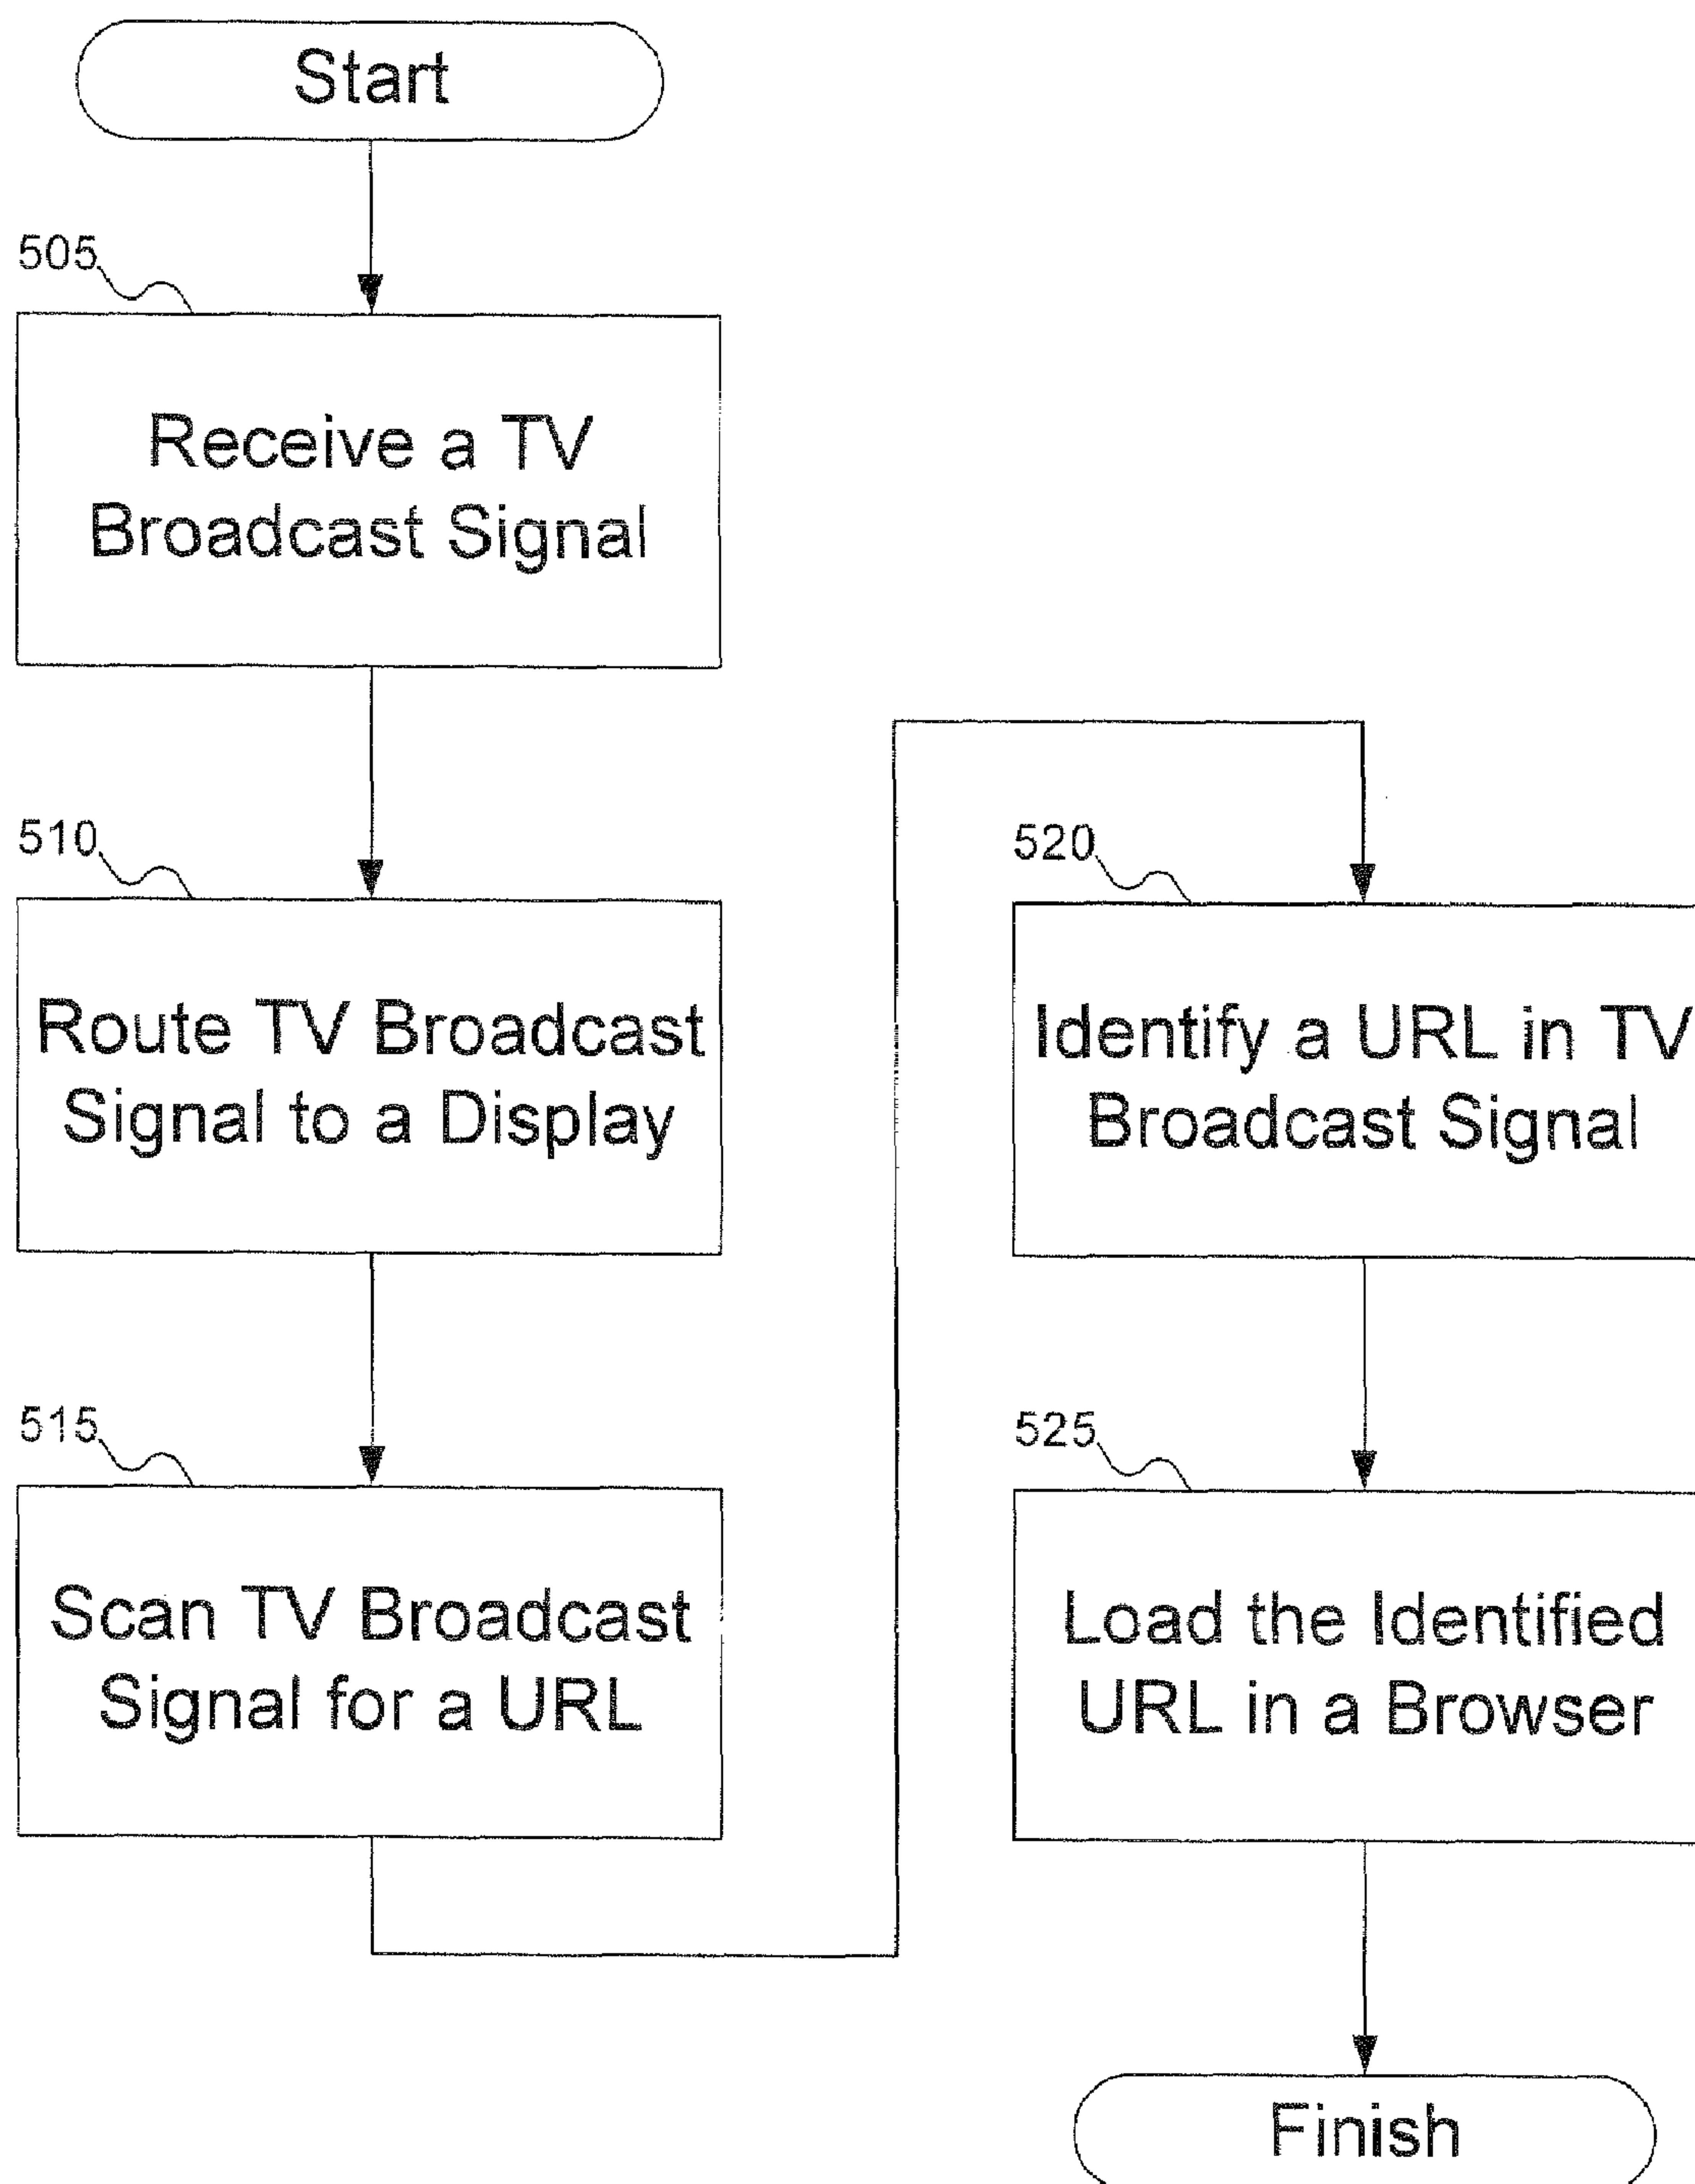 Start
505
Receive a TV
Broadcast Signal
510
Route TV Broadcast
Signal to a Display
515
Scan TV Broadcast
Signal for a URL
520
Identify a URL in TV
Broadcast Signal
525
Load the Identified
URL in a Browser
Finish